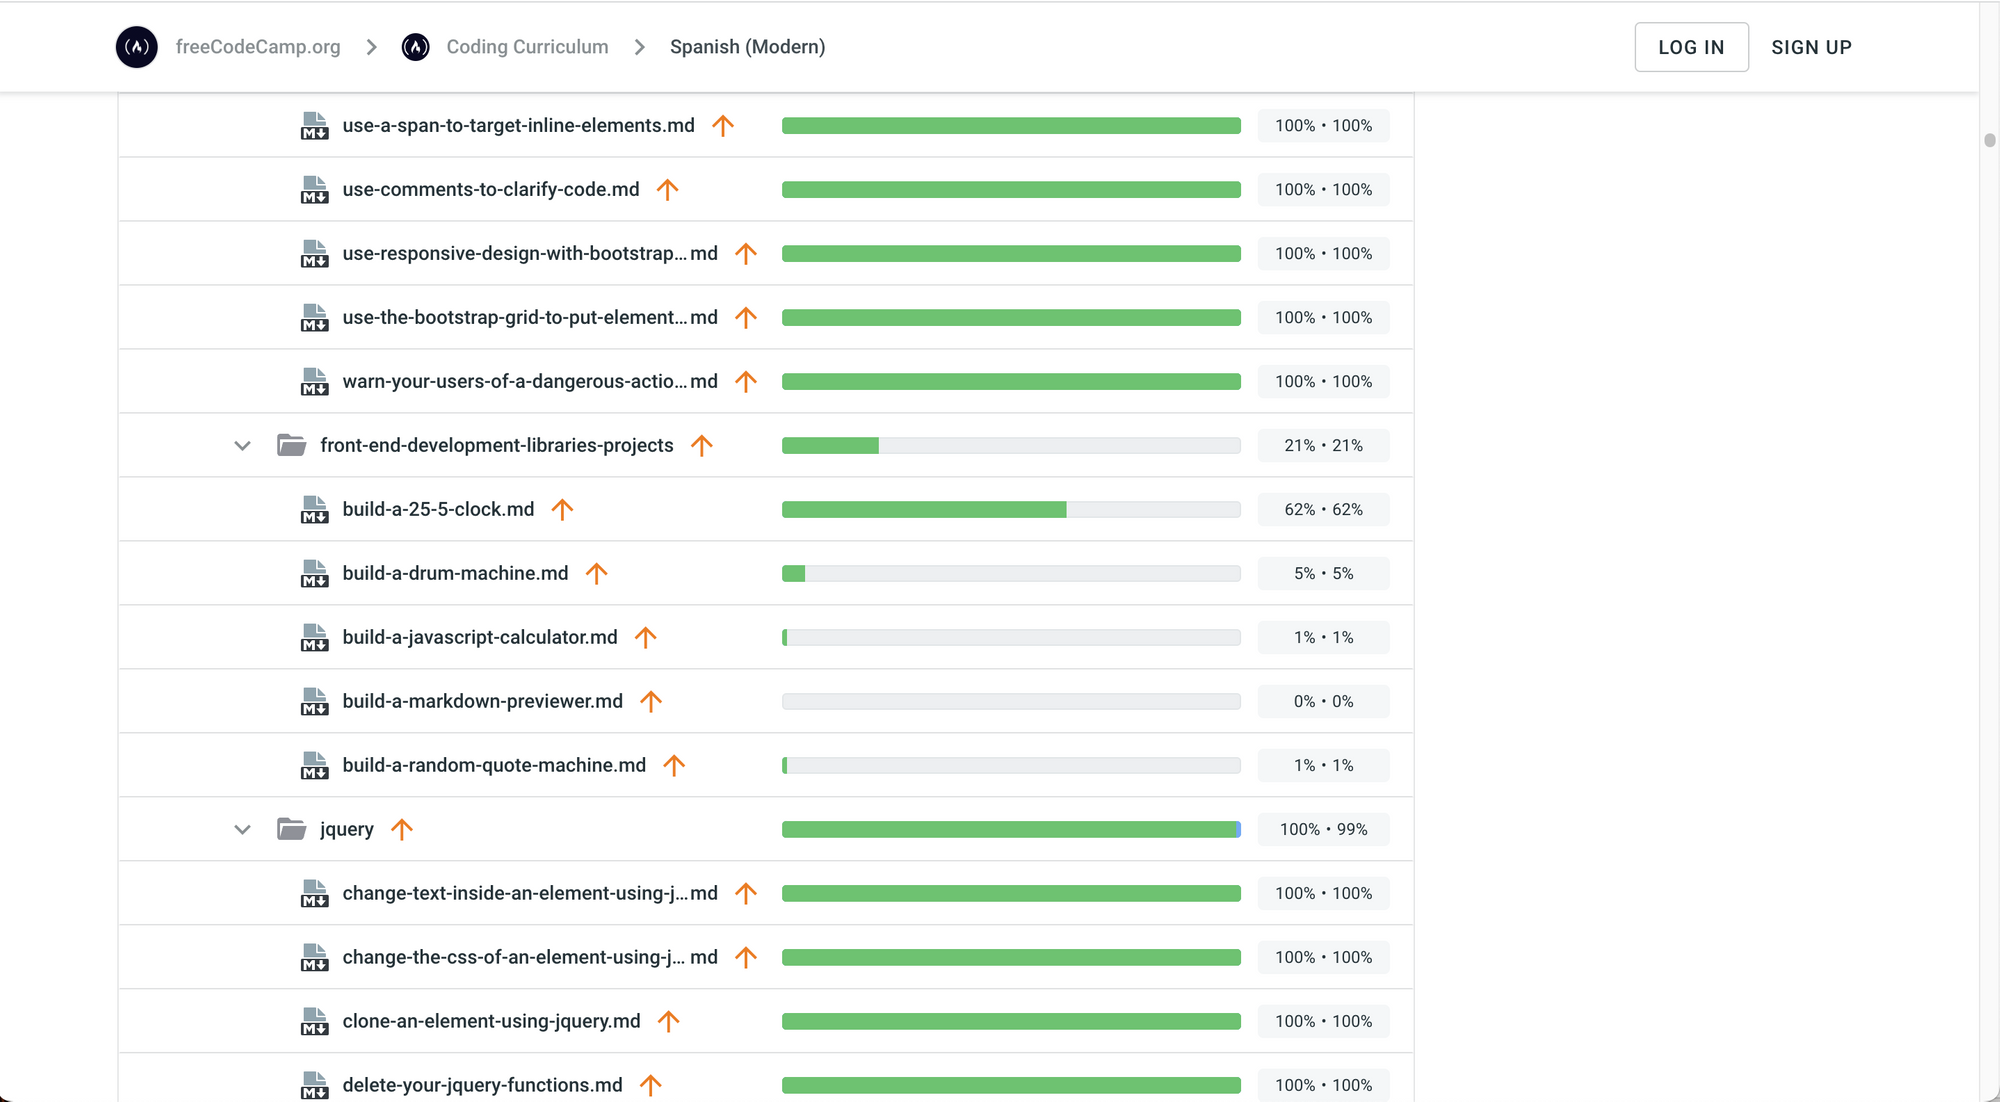 freeCodeCamp.org > Coding Curriculum > Spanish (Modern) LOG IN SIGN UP
use-a-span-to-target-inline-elements.md 100% • 100%
use-comments-to-clarify-code.md 100% • 100%
use-responsive-design-with-bootstrap... md 100% • 100%
use-the-bootstrap-grid-to-put-element... md 100% • 100%
warn-your-users-of-a-dangerous-actio... md 100% • 100%
front-end-development-libraries-projects 21% • 21%
build-a-25-5-clock.md 62% • 62%
build-a-drum-machine.md 5% • 5%
build-a-javascript-calculator.md 1% • 1%
build-a-markdown-previewer.md 0% • 0%
build-a-random-quote-machine.md 1% • 1%
jquery 100% • 99%
change-text-inside-an-element-using-j... md 100% • 100%
change-the-css-of-an-element-using-j... md 100% • 100%
clone-an-element-using-jquery.md 100% • 100%
delete-your-jquery-functions.md 100% • 100%